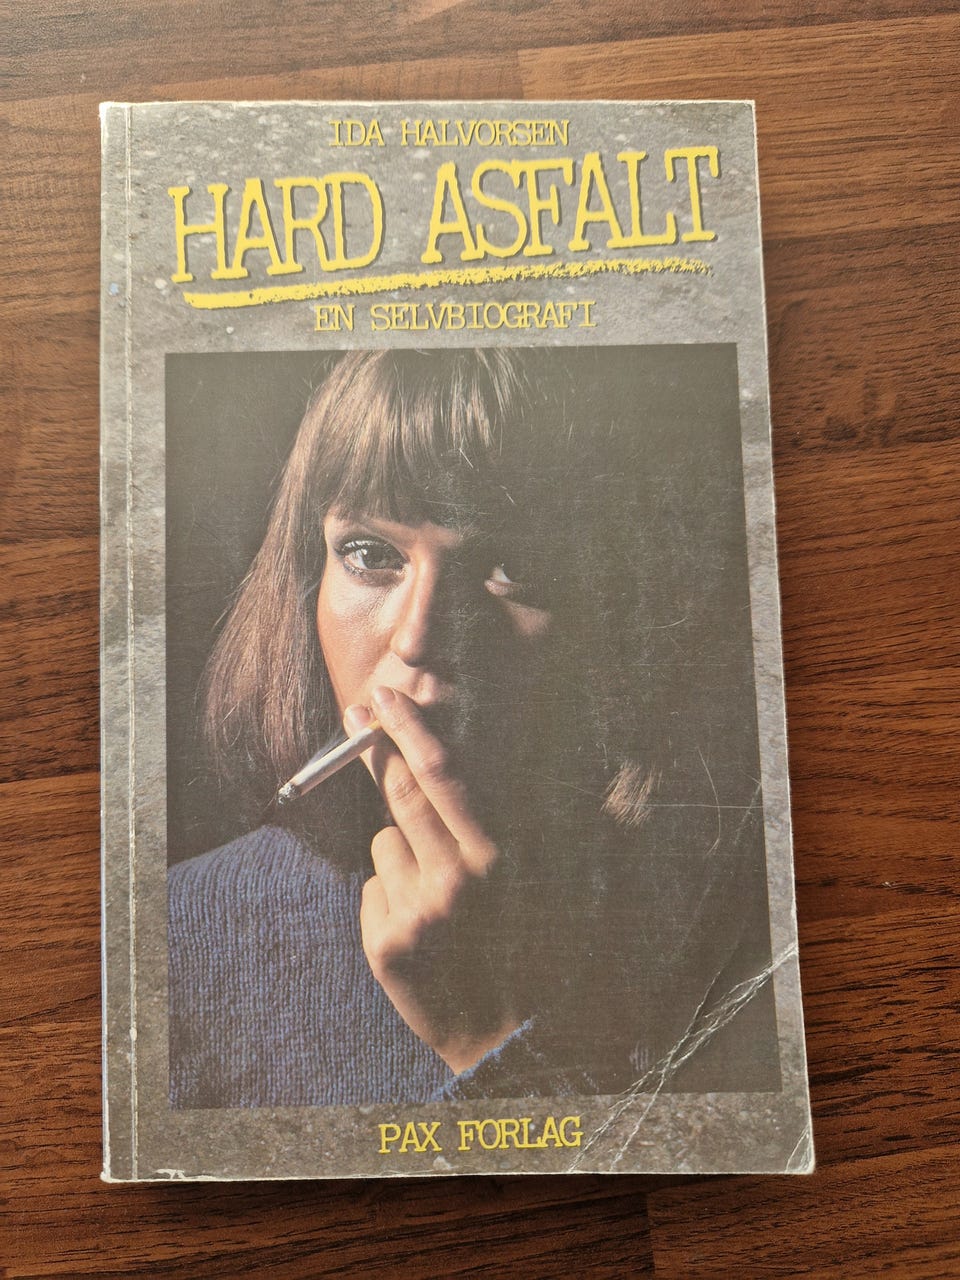 IDA HALVORSEN
HARD ASFALT
EN SELVBIOGRAFI
PAX FORLAG